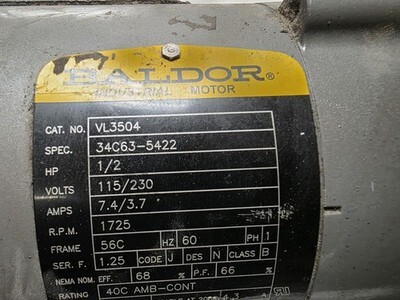 BALDOR®
INDUSTRIAL MOTOR
CAT. NO. VL3504
SPEC. 34C63-5422
HP 1/2
VOLTS 115/230
AMPS 7.4/3.7
R.P.M. 1725
FRAME 56C HZ 60 PH 1
SER. F. 1.25 CODE J DES N CLASS B
NEMA NOM. EFF 68 % P.F. 66 %
RATING 40C AMB-CONT